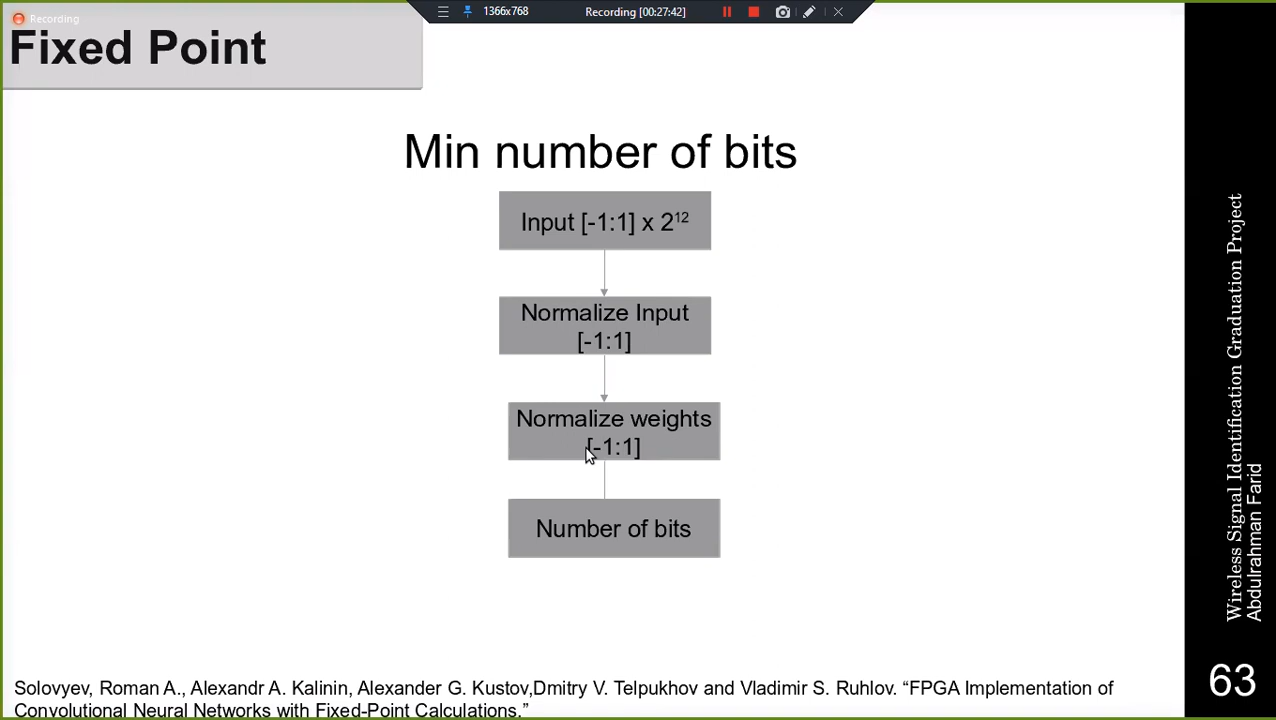 Recording
1366x768
Recording [00:27:42]
Fixed Point
Min number of bits
Input [-1:1] x 2¹²
Normalize Input
[-1:1]
Normalize weights
[-1:1]
Number of bits
Wireless Signal Identification Graduation Project
Abdulrahman Farid
63
Solovyev, Roman A., Alexandr A. Kalinin, Alexander G. Kustov,Dmitry V. Telpukhov and Vladimir S. Ruhlov. “FPGA Implementation of
Convolutional Neural Networks with Fixed-Point Calculations.”